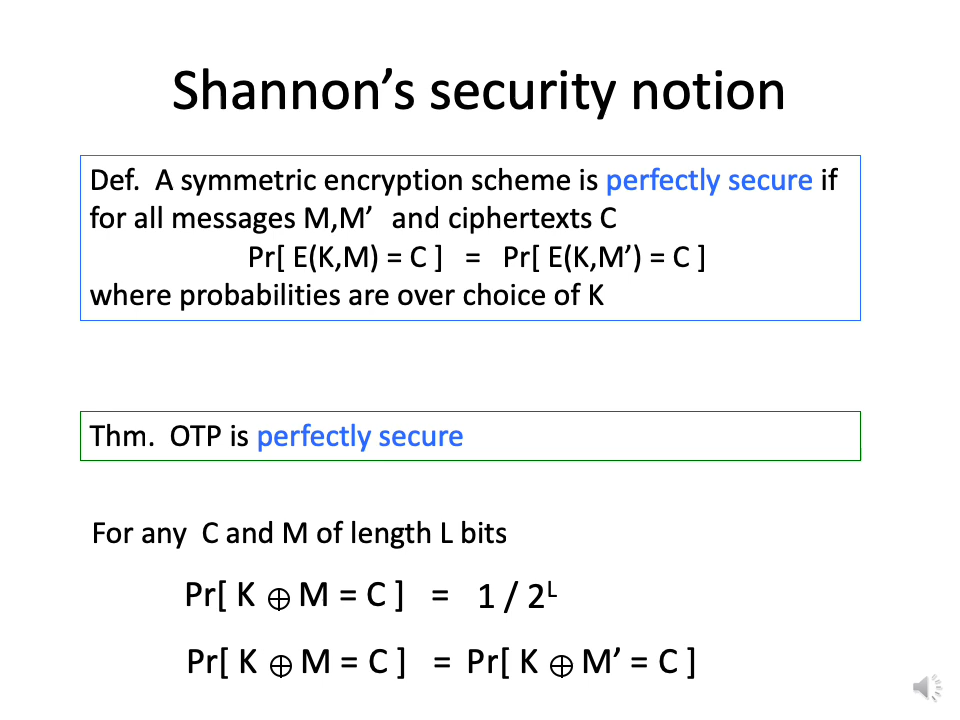 Shannon’s security notion
Def.  A symmetric encryption scheme is perfectly secure if
for all messages M,M’  and ciphertexts C
Pr[ E(K,M) = C ]  =  Pr[ E(K,M’) = C ]
where probabilities are over choice of K
Thm.  OTP is perfectly secure
For any  C and M of length L bits
Pr[ K ⊕ M = C ]  =  1 / 2ᴸ
Pr[ K ⊕ M = C ]  =  Pr[ K ⊕ M’ = C ]